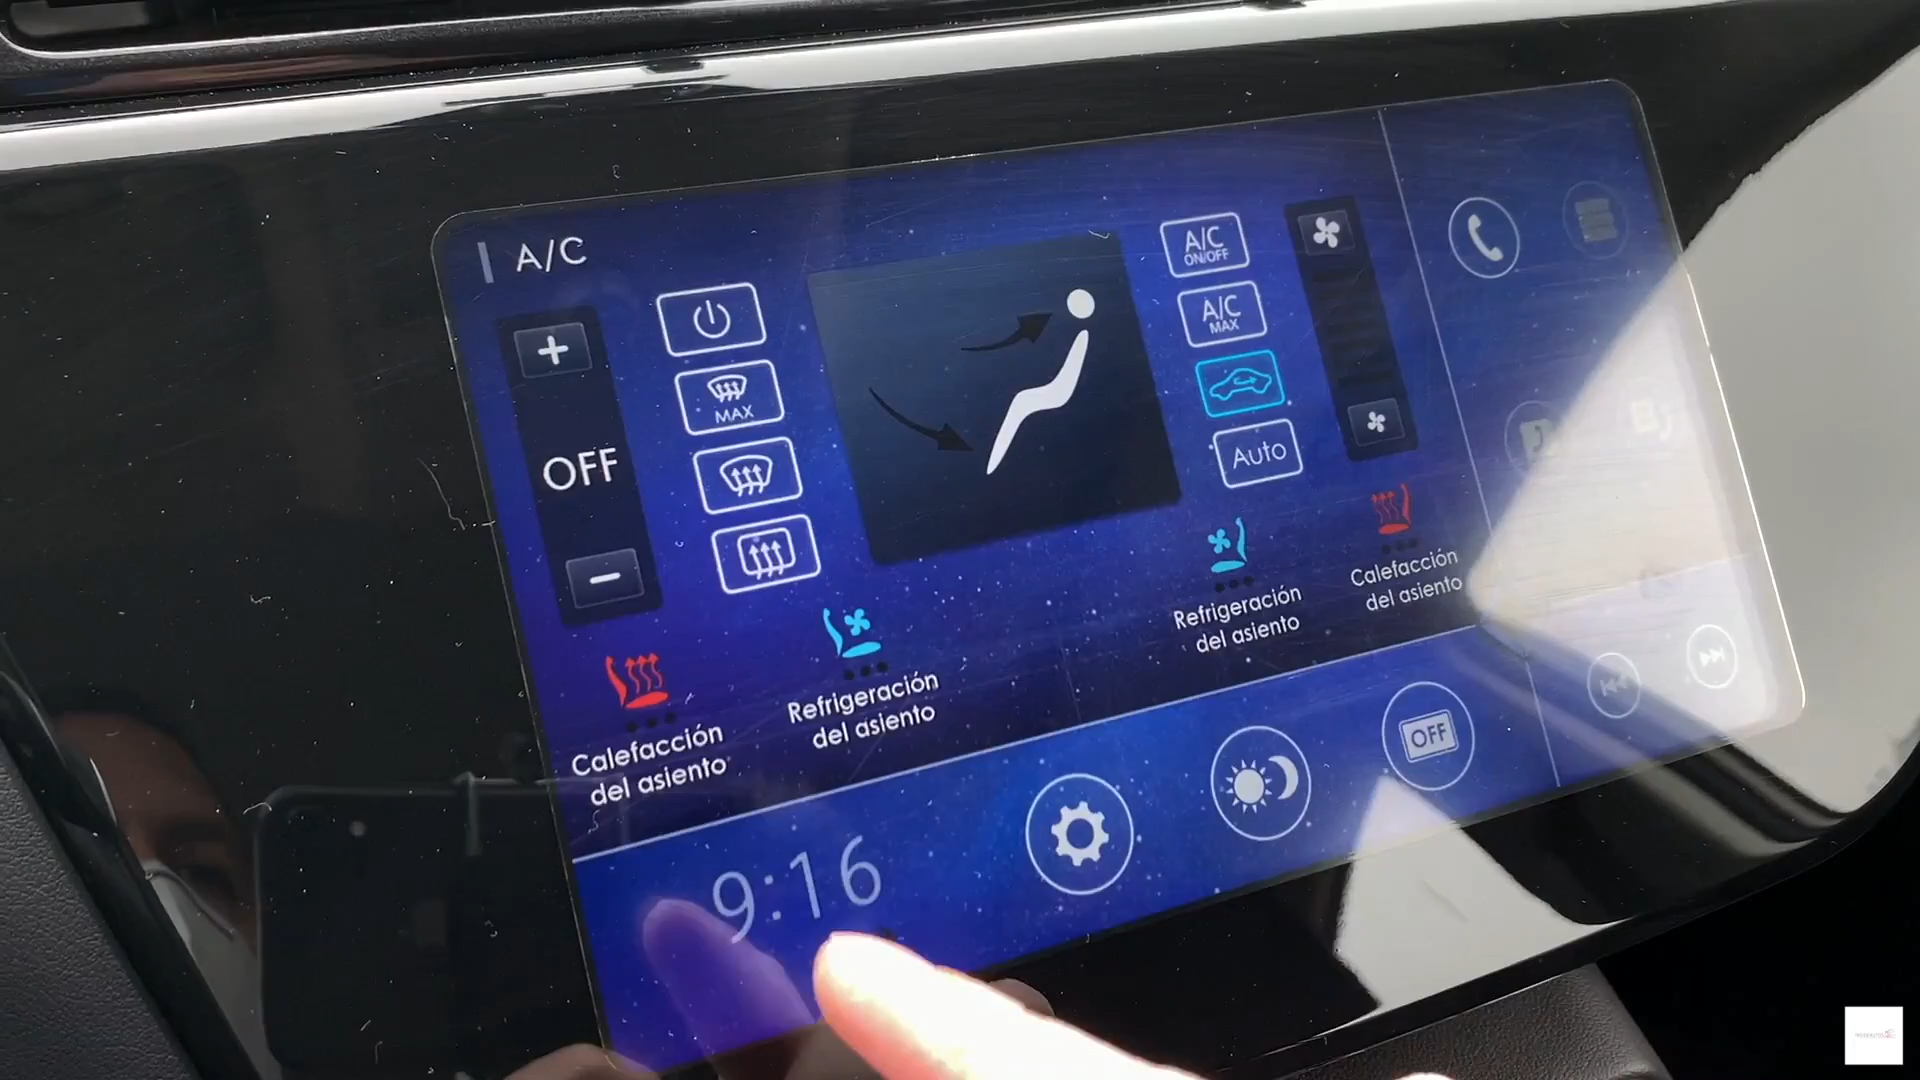 A/C
OFF
MAX
A/C
ON/OFF
A/C
MAX
Auto
Calefacción
del asiento
Refrigeración
del asiento
Refrigeración
del asiento
Calefacción
del asiento
9:16
OFF